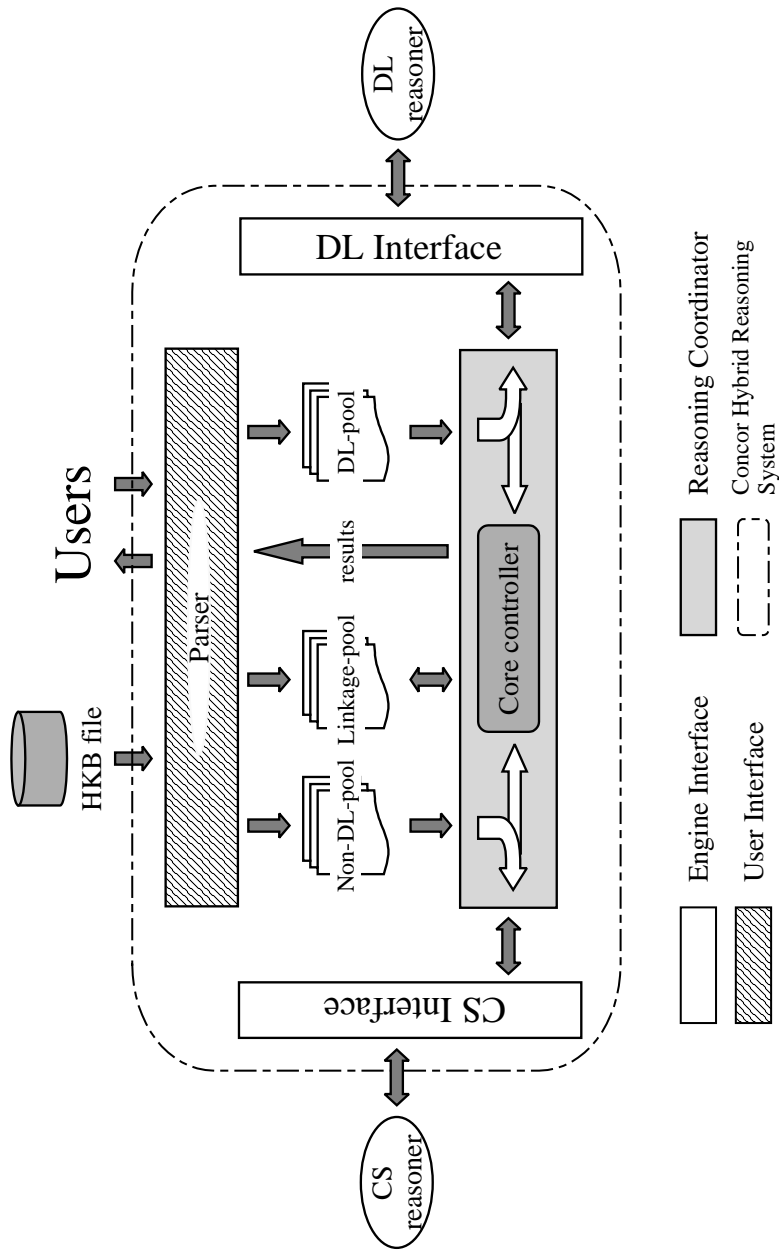 Users
HKB file
Parser
Non-DL-pool
Linkage-pool
results
DL-pool
CS
reasoner
CS Interface
Core controller
DL Interface
DL
reasoner
Engine Interface
User Interface
Reasoning Coordinator
Concor Hybrid Reasoning
System